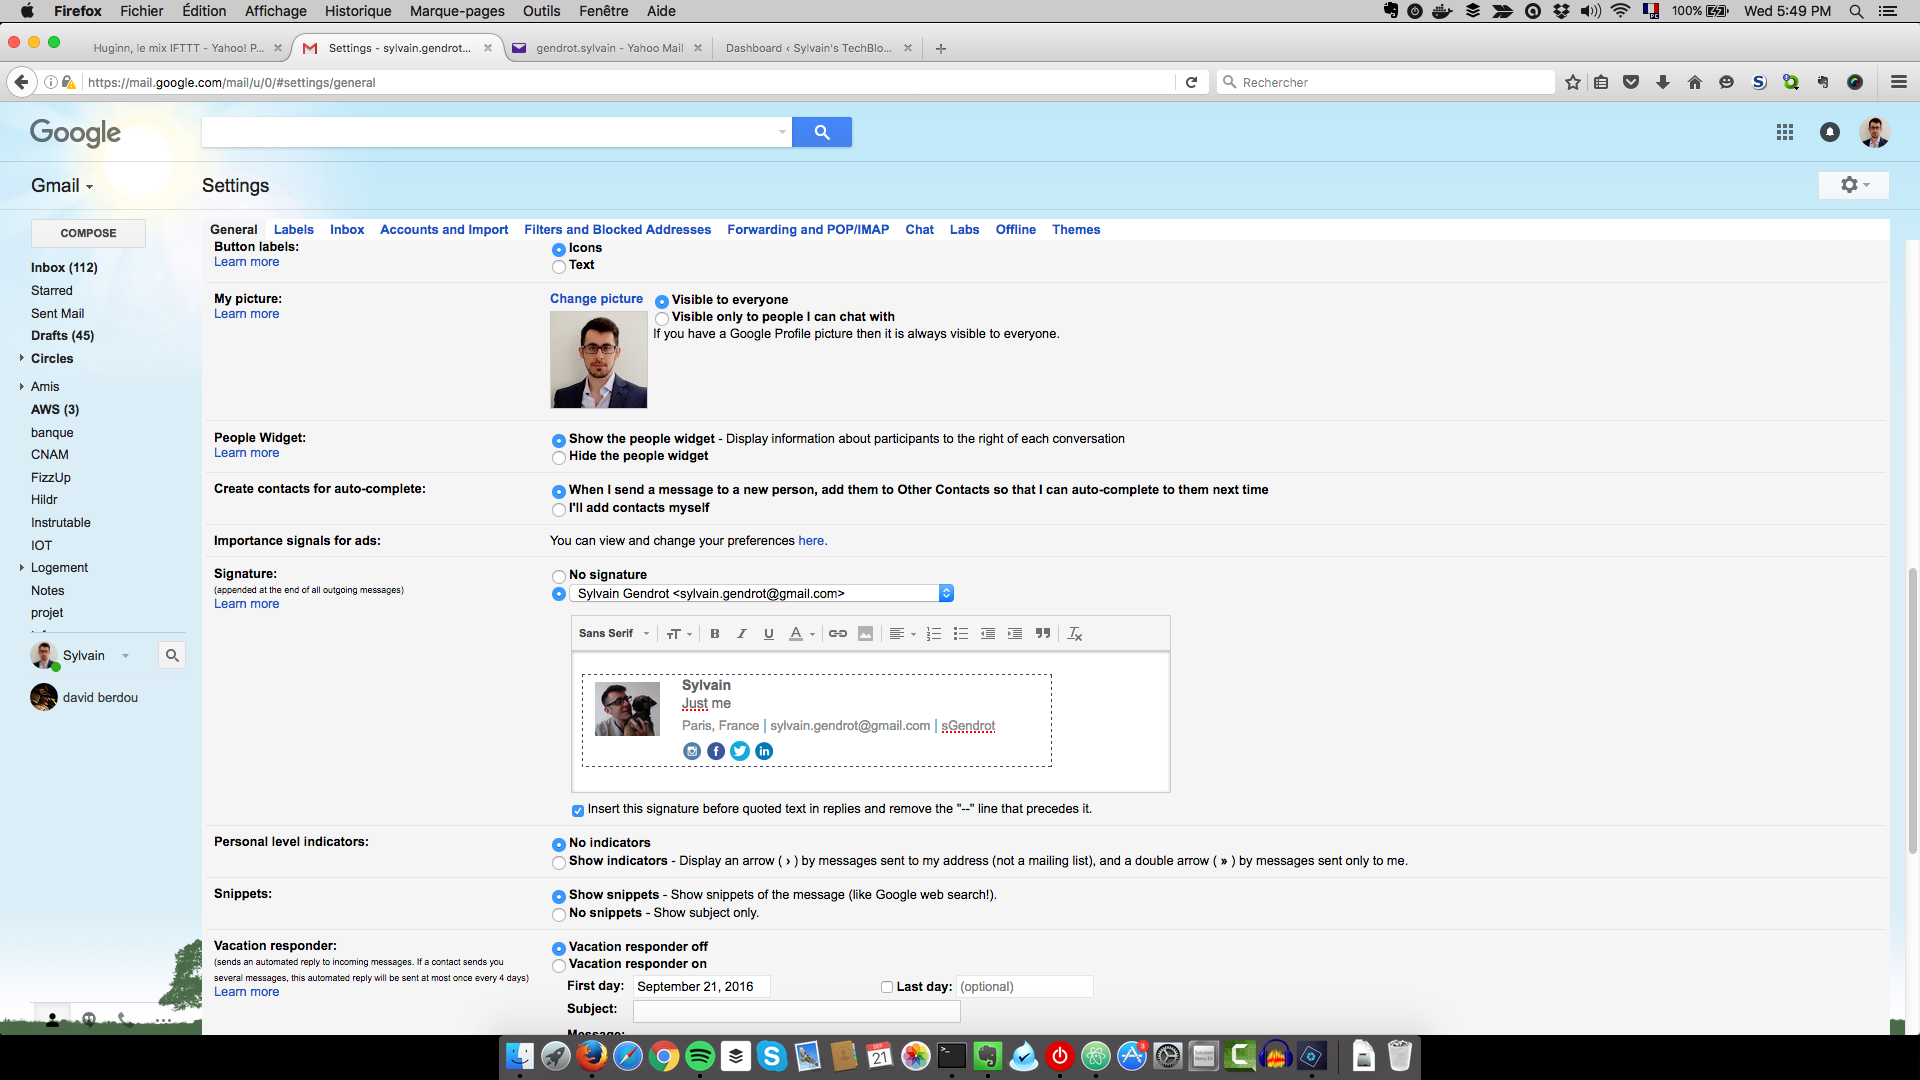 Firefox Fichier Édition Affichage Historique Marque-pages Outils Fenêtre Aide 100% Wed 5:49 PM
Huginn, le mix IFTTT - Yahoo! P... Settings - sylvain.gendrot... gendrot.sylvain - Yahoo Mail Dashboard ‹ Sylvain's TechBlo...
https://mail.google.com/mail/u/0/#settings/general Rechercher
Google
Gmail Settings
COMPOSE
Inbox (112)
Starred
Sent Mail
Drafts (45)
Circles
Amis
AWS (3)
banque
CNAM
FizzUp
Hildr
Instrutable
IOT
Logement
Notes
projet
Sylvain
david berdou
General Labels Inbox Accounts and Import Filters and Blocked Addresses Forwarding and POP/IMAP Chat Labs Offline Themes
Button labels:
Learn more
Icons
Text
My picture:
Learn more
Change picture
Visible to everyone
Visible only to people I can chat with
If you have a Google Profile picture then it is always visible to everyone.
People Widget:
Learn more
Show the people widget - Display information about participants to the right of each conversation
Hide the people widget
Create contacts for auto-complete:
When I send a message to a new person, add them to Other Contacts so that I can auto-complete to them next time
I'll add contacts myself
Importance signals for ads:
You can view and change your preferences here.
Signature:
(appended at the end of all outgoing messages)
Learn more
No signature
Sylvain Gendrot <sylvain.gendrot@gmail.com>
Sans Serif
Sylvain
Just me
Paris, France | sylvain.gendrot@gmail.com | sGendrot
Insert this signature before quoted text in replies and remove the "--" line that precedes it.
Personal level indicators:
No indicators
Show indicators - Display an arrow ( › ) by messages sent to my address (not a mailing list), and a double arrow ( » ) by messages sent only to me.
Snippets:
Show snippets - Show snippets of the message (like Google web search!).
No snippets - Show subject only.
Vacation responder:
(sends an automated reply to incoming messages. If a contact sends you
several messages, this automated reply will be sent at most once every 4 days)
Learn more
Vacation responder off
Vacation responder on
First day: September 21, 2016 Last day: (optional)
Subject:
Message:
SEP
21
3